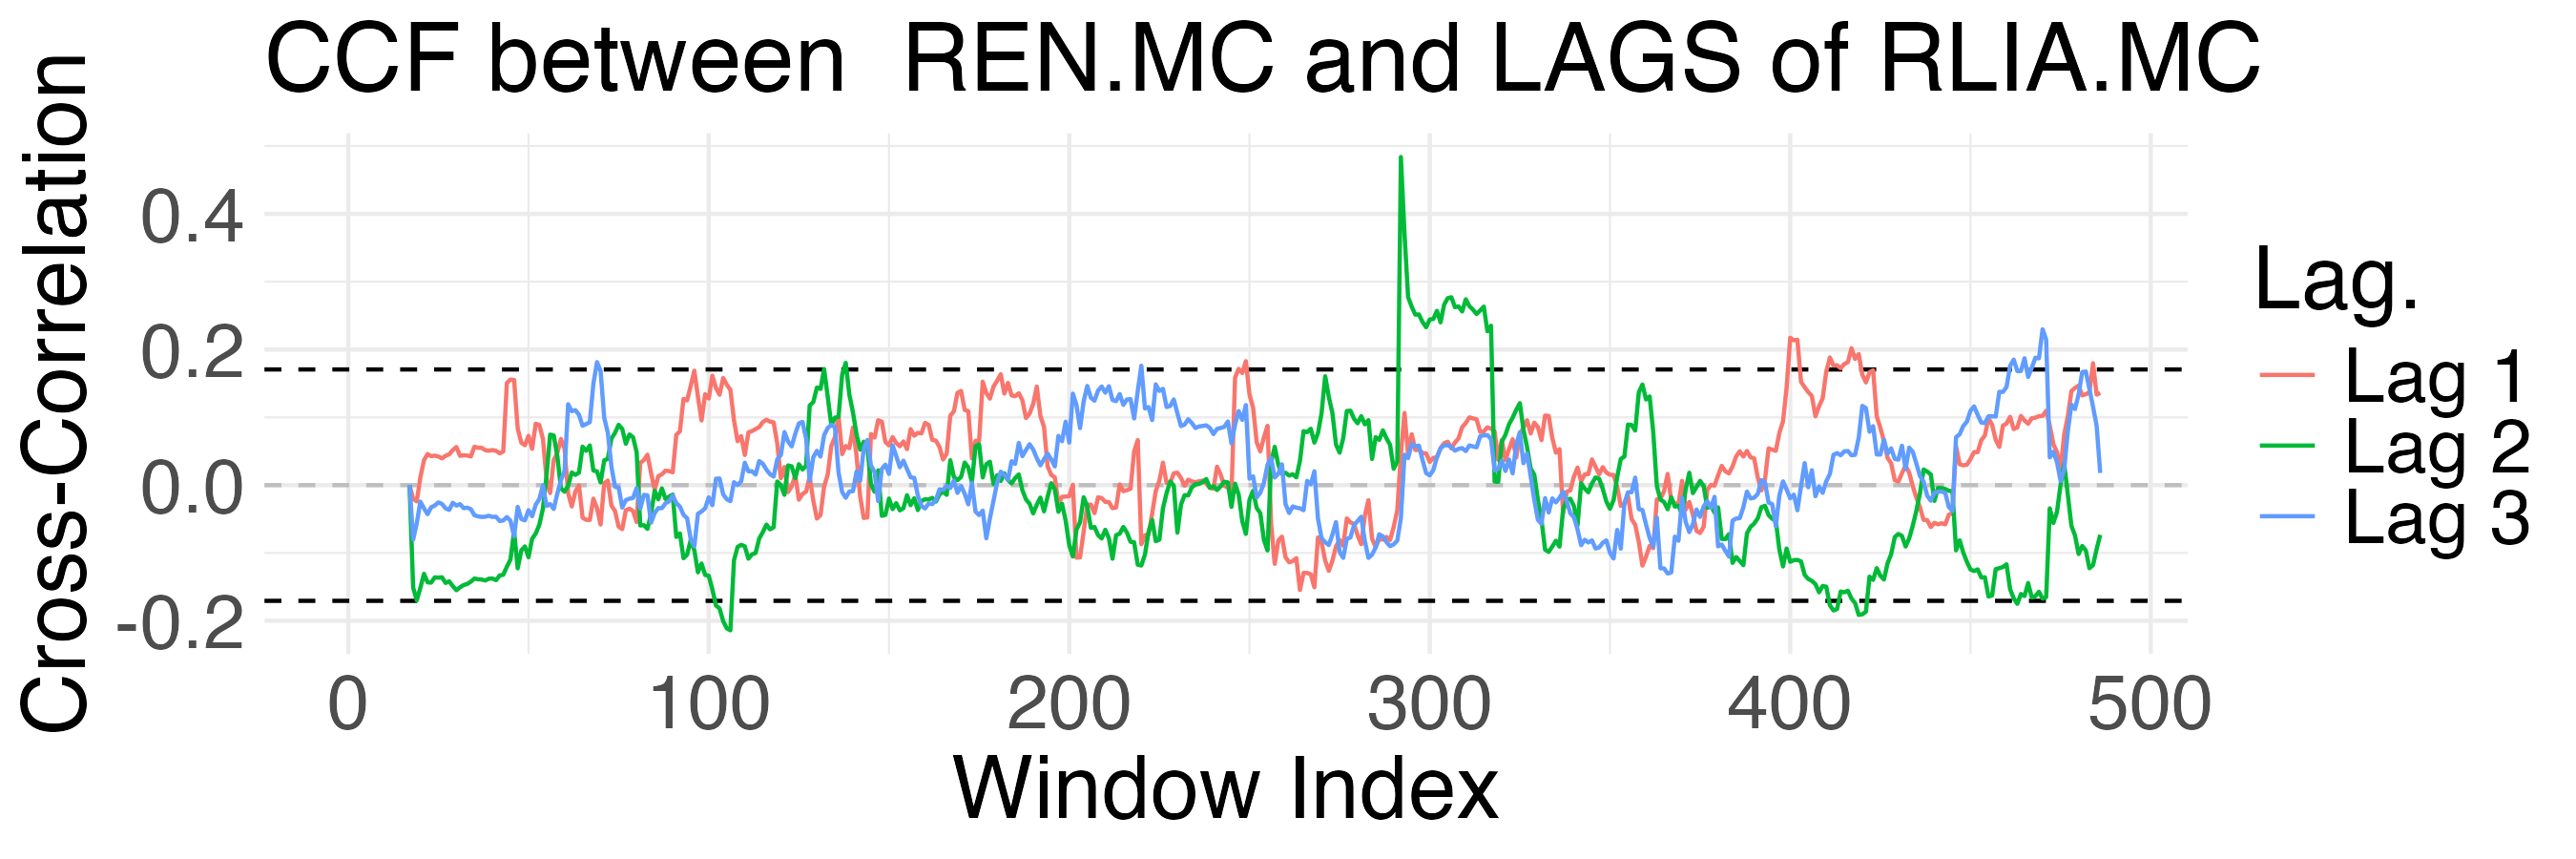 CCF between  REN.MC and LAGS of RLIA.MC
Cross-Correlation
0.4
0.2
0.0
-0.2
0 100 200 300 400 500
Window Index
Lag.
Lag 1
Lag 2
Lag 3